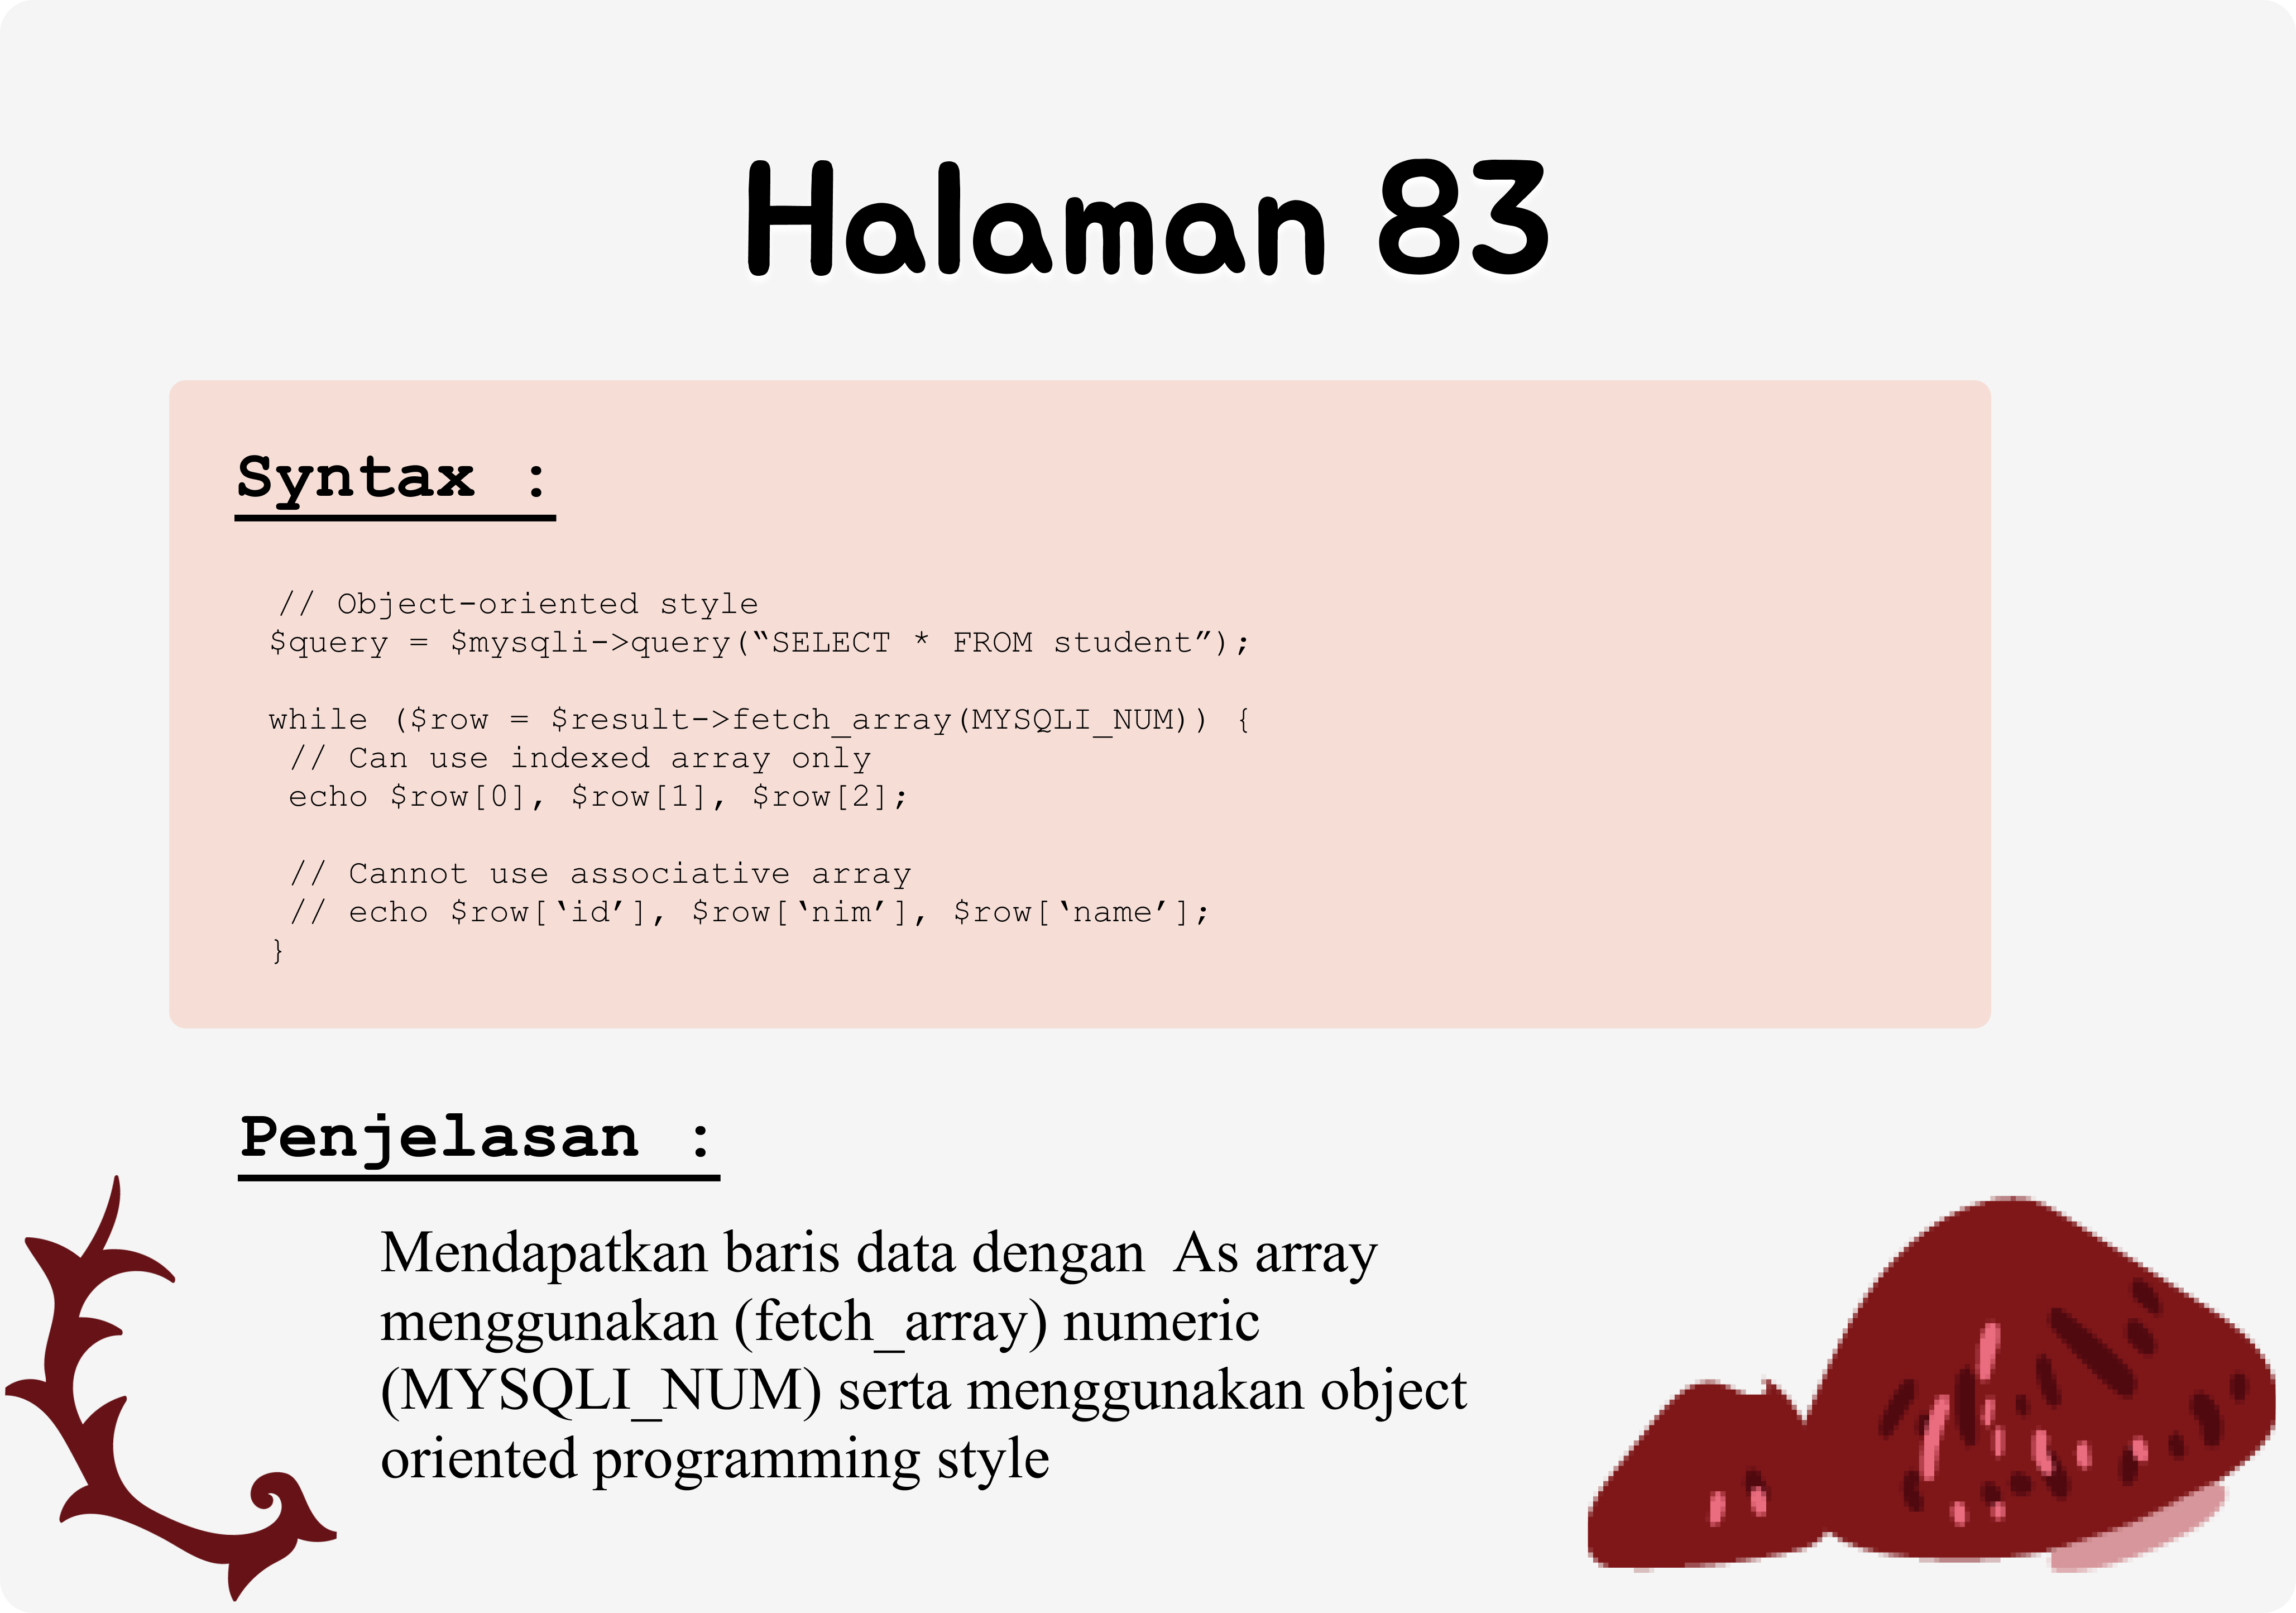 Halaman 83
Syntax :
// Object-oriented style
$query = $mysqli->query(“SELECT * FROM student”);
while ($row = $result->fetch_array(MYSQLI_NUM)) {
// Can use indexed array only
echo $row[0], $row[1], $row[2];
// Cannot use associative array
// echo $row[‘id’], $row[‘nim’], $row[‘name’];
}
Penjelasan :
Mendapatkan baris data dengan  As array
menggunakan (fetch_array) numeric
(MYSQLI_NUM) serta menggunakan object
oriented programming style